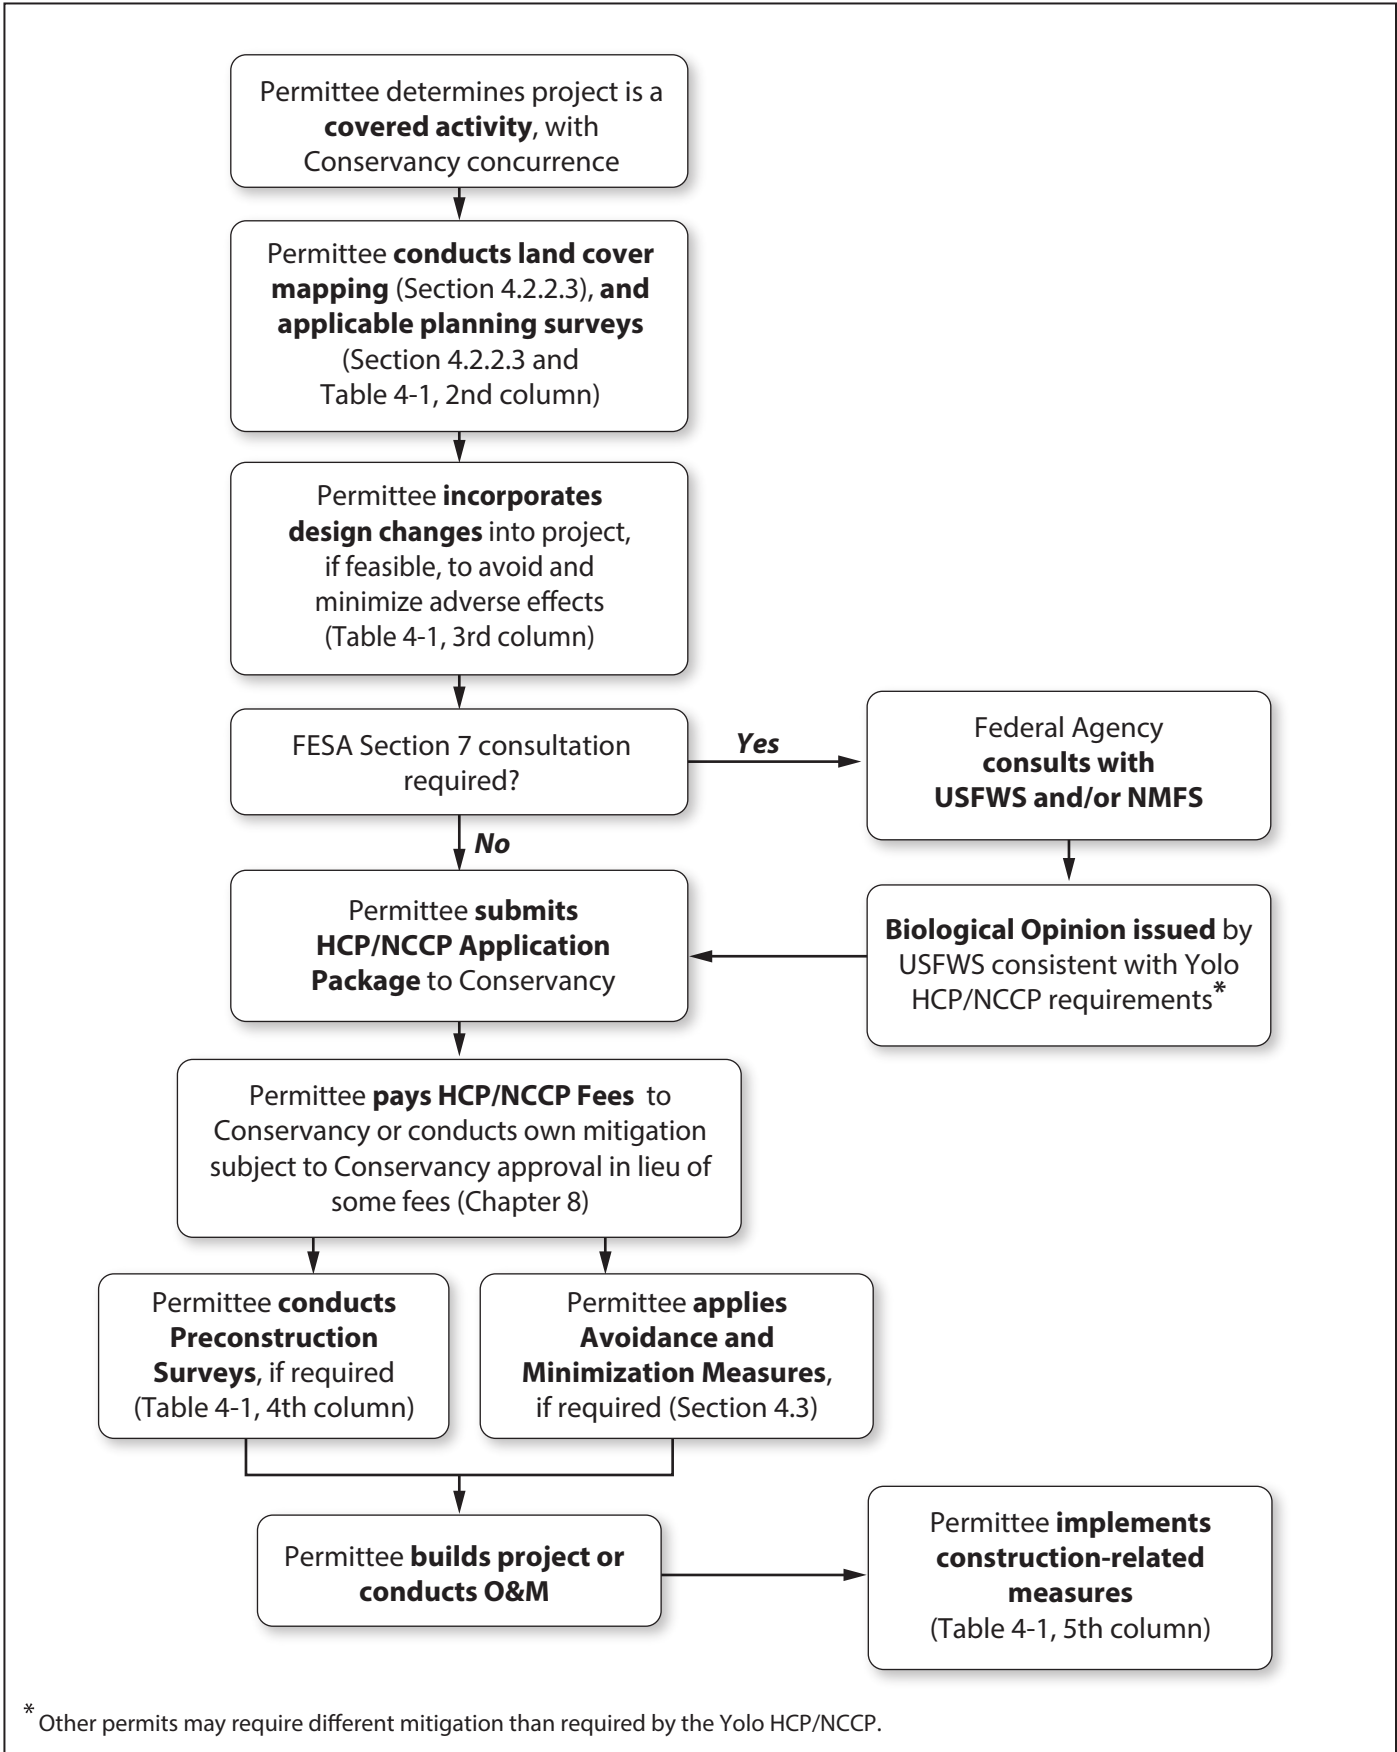 Permittee determines project is a
covered activity, with
Conservancy concurrence
Permittee conducts land cover
mapping (Section 4.2.2.3), and
applicable planning surveys
(Section 4.2.2.3 and
Table 4-1, 2nd column)
Permittee incorporates
design changes into project,
if feasible, to avoid and
minimize adverse effects
(Table 4-1, 3rd column)
FESA Section 7 consultation
required?
Yes
Federal Agency
consults with
USFWS and/or NMFS
No
Biological Opinion issued by
USFWS consistent with Yolo
HCP/NCCP requirements*
Permittee submits
HCP/NCCP Application
Package to Conservancy
Permittee pays HCP/NCCP Fees to
Conservancy or conducts own mitigation
subject to Conservancy approval in lieu of
some fees (Chapter 8)
Permittee conducts
Preconstruction
Surveys, if required
(Table 4-1, 4th column)
Permittee applies
Avoidance and
Minimization Measures,
if required (Section 4.3)
Permittee builds project or
conducts O&M
Permittee implements
construction-related
measures
(Table 4-1, 5th column)
* Other permits may require different mitigation than required by the Yolo HCP/NCCP.